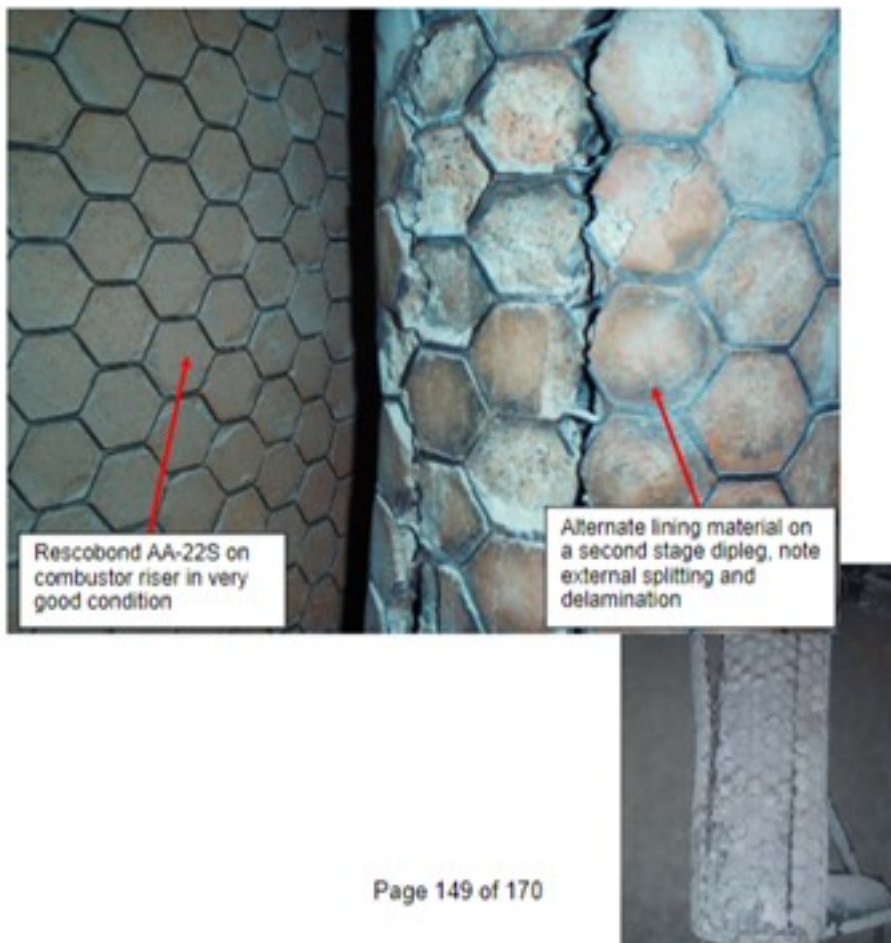 Rescobond AA-22S on
combustor riser in very
good condition
Alternate lining material on
a second stage dipleg, note
external splitting and
delamination
Page 149 of 170